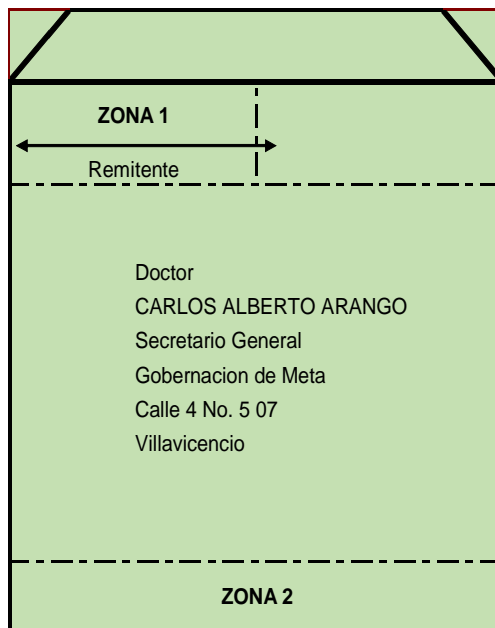 ZONA 1
Remitente
Doctor
CARLOS ALBERTO ARANGO
Secretario General
Gobernacion de Meta
Calle 4 No. 5 07
Villavicencio
ZONA 2